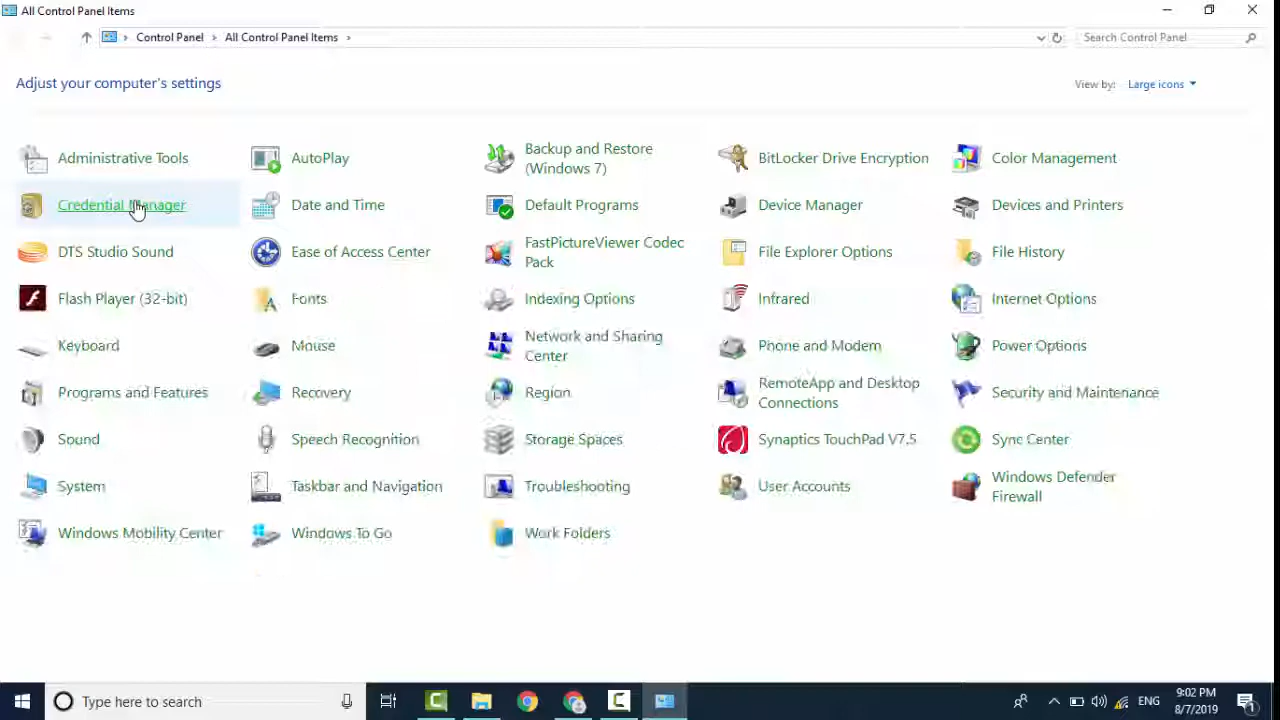 All Control Panel Items
Control Panel > All Control Panel Items >
Search Control Panel
Adjust your computer's settings
View by: Large icons
Administrative Tools
AutoPlay
Backup and Restore
(Windows 7)
BitLocker Drive Encryption
Color Management
Credential Manager
Date and Time
Default Programs
Device Manager
Devices and Printers
DTS Studio Sound
Ease of Access Center
FastPictureViewer Codec
Pack
File Explorer Options
File History
Flash Player (32-bit)
Fonts
Indexing Options
Infrared
Internet Options
Keyboard
Mouse
Network and Sharing
Center
Phone and Modem
Power Options
Programs and Features
Recovery
Region
RemoteApp and Desktop
Connections
Security and Maintenance
Sound
Speech Recognition
Storage Spaces
Synaptics TouchPad V7.5
Sync Center
System
Taskbar and Navigation
Troubleshooting
User Accounts
Windows Defender
Firewall
Windows Mobility Center
Windows To Go
Work Folders
Type here to search
ENG
9:02 PM
8/7/2019
1